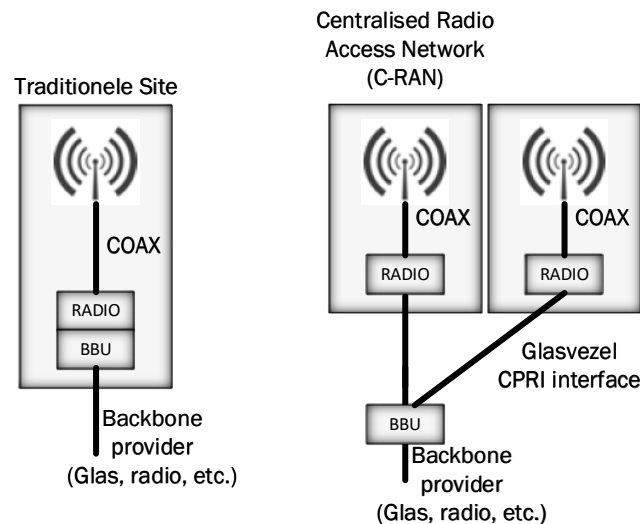 Traditionele Site
COAX
RADIO
BBU
Backbone
provider
(Glas, radio, etc.)
Centralised Radio
Access Network
(C-RAN)
COAX
COAX
RADIO
RADIO
Glasvezel
CPRI interface
BBU
Backbone
provider
(Glas, radio, etc.)